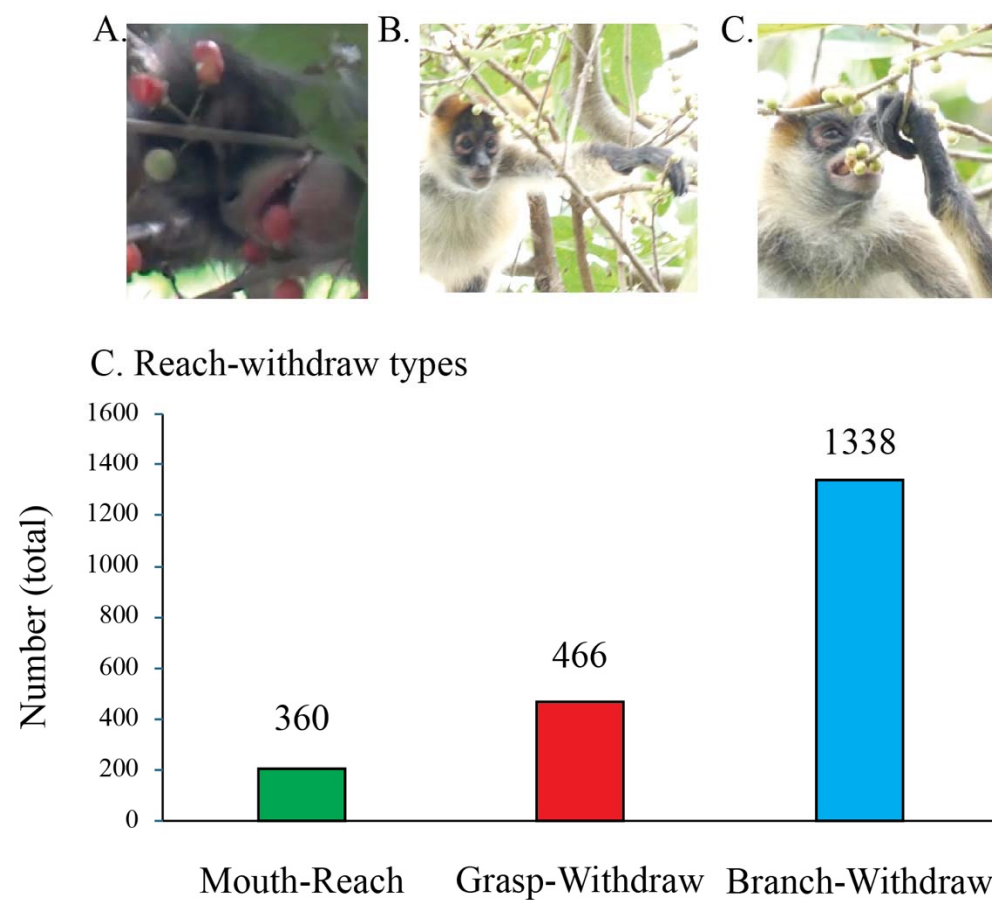 A.
B.
C.
C. Reach-withdraw types
Number (total)
1600
1400
1200
1000
800
600
400
200
0
360
466
1338
Mouth-Reach
Grasp-Withdraw
Branch-Withdraw